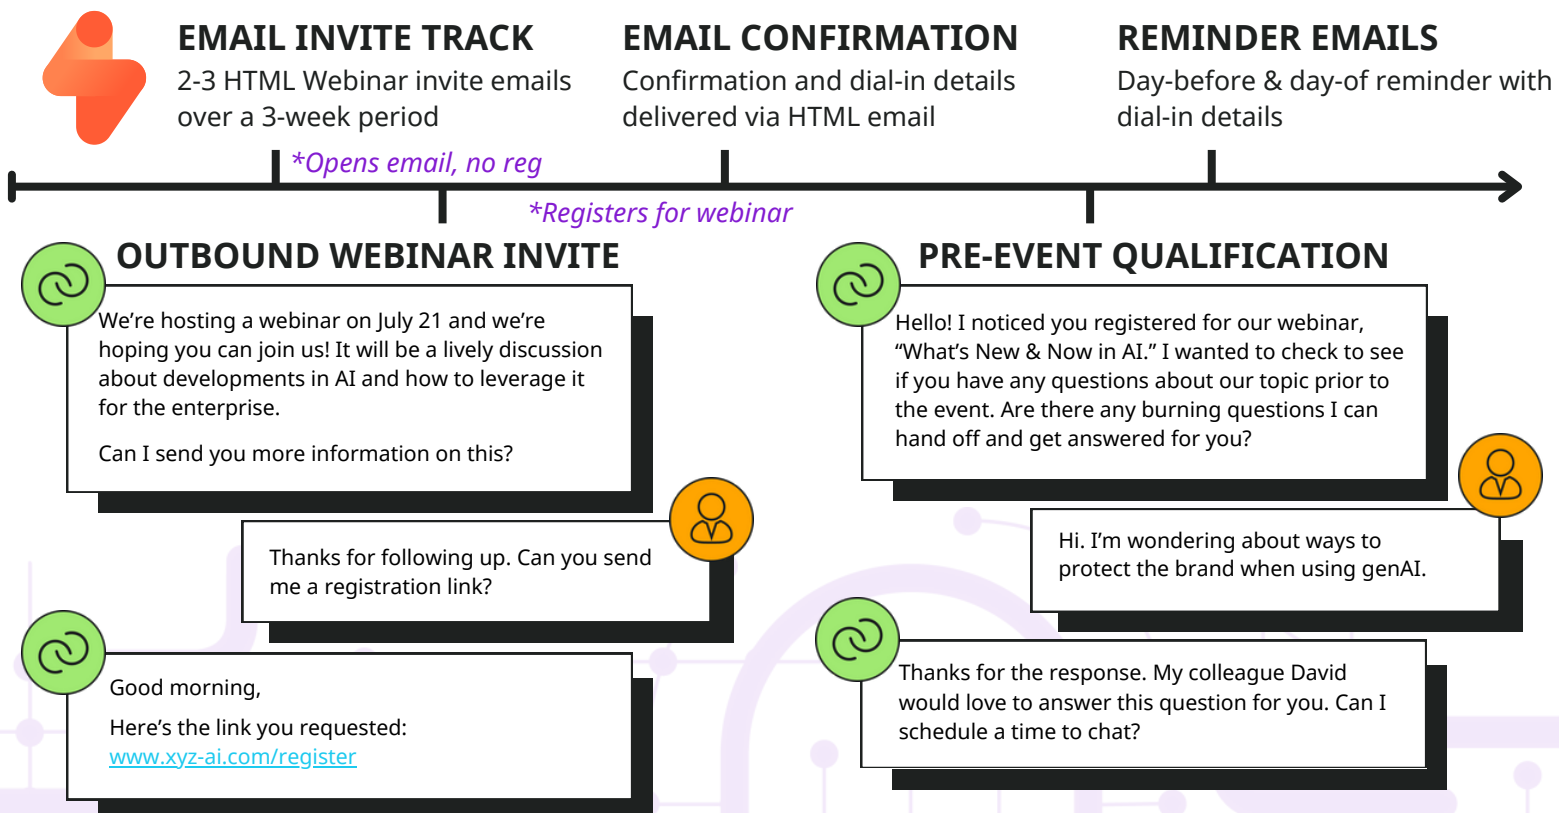 EMAIL INVITE TRACK
2-3 HTML Webinar invite emails
over a 3-week period
EMAIL CONFIRMATION
Confirmation and dial-in details
delivered via HTML email
REMINDER EMAILS
Day-before & day-of reminder with
dial-in details
*Opens email, no reg
*Registers for webinar
OUTBOUND WEBINAR INVITE
We’re hosting a webinar on July 21 and we’re
hoping you can join us! It will be a lively discussion
about developments in AI and how to leverage it
for the enterprise.
Can I send you more information on this?
Thanks for following up. Can you send
me a registration link?
Good morning,
Here’s the link you requested:
www.xyz-ai.com/register
PRE-EVENT QUALIFICATION
Hello! I noticed you registered for our webinar,
“What’s New & Now in AI.” I wanted to check to see
if you have any questions about our topic prior to
the event. Are there any burning questions I can
hand off and get answered for you?
Hi. I’m wondering about ways to
protect the brand when using genAI.
Thanks for the response. My colleague David
would love to answer this question for you. Can I
schedule a time to chat?